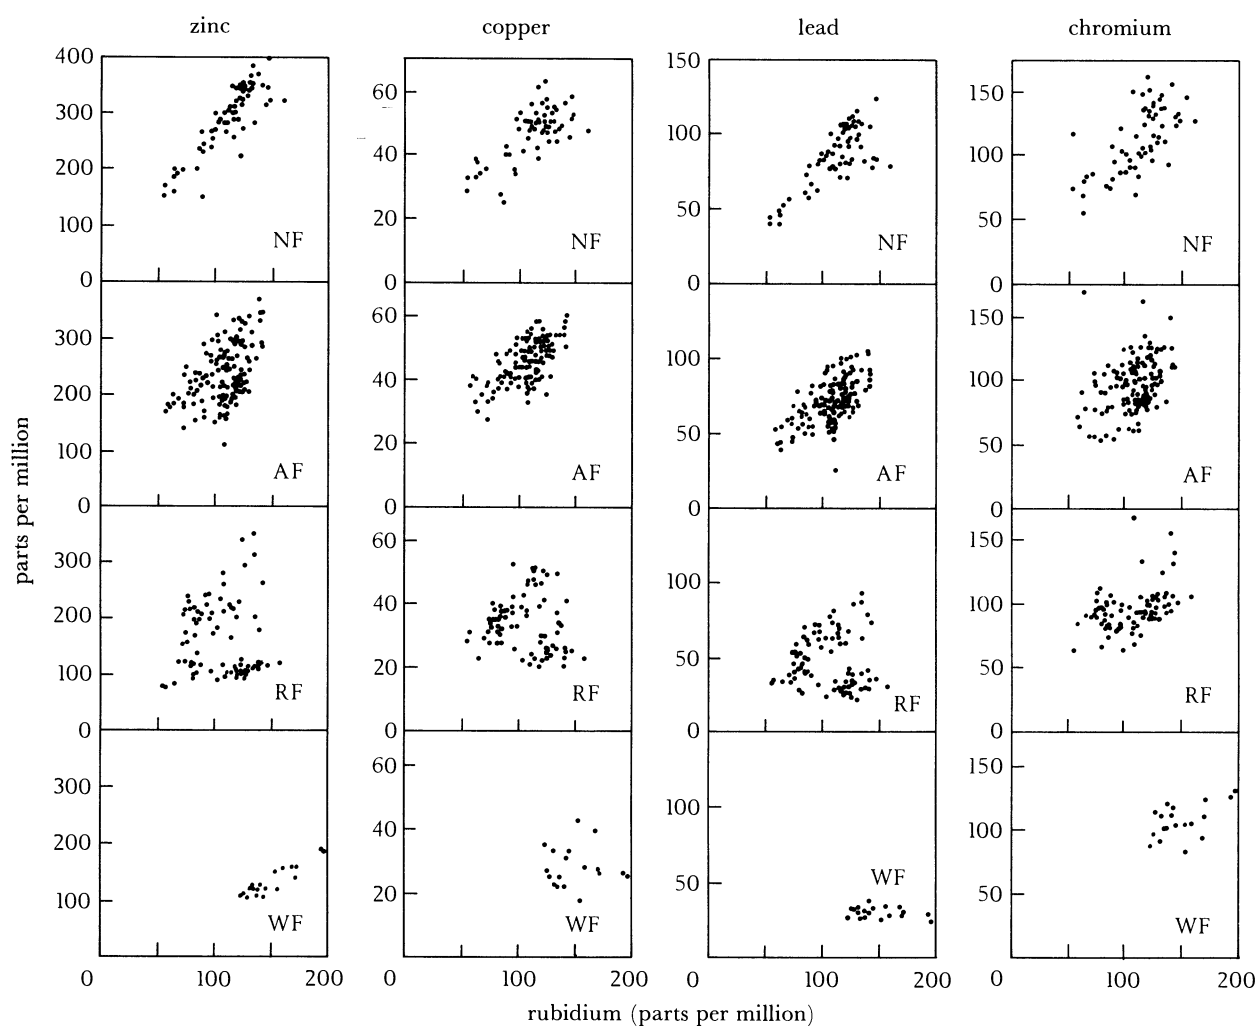 zinc copper lead chromium
400 150
300 60 100 150
200 40 100
100 20 50 50
NF NF NF NF
0 0 0 0
300 60 100 150
200 40 100
100 20 50 50
AF AF AF AF
0 0 0 0
300 60 100 150
200 40 100
100 20 50 50
RF RF RF RF
0 0 0 0
300 60 100 150
200 40 100
100 20 50 50
WF WF WF WF
0 100 200 0 100 200 0 100 200 0 100 200
rubidium (parts per million)
parts per million